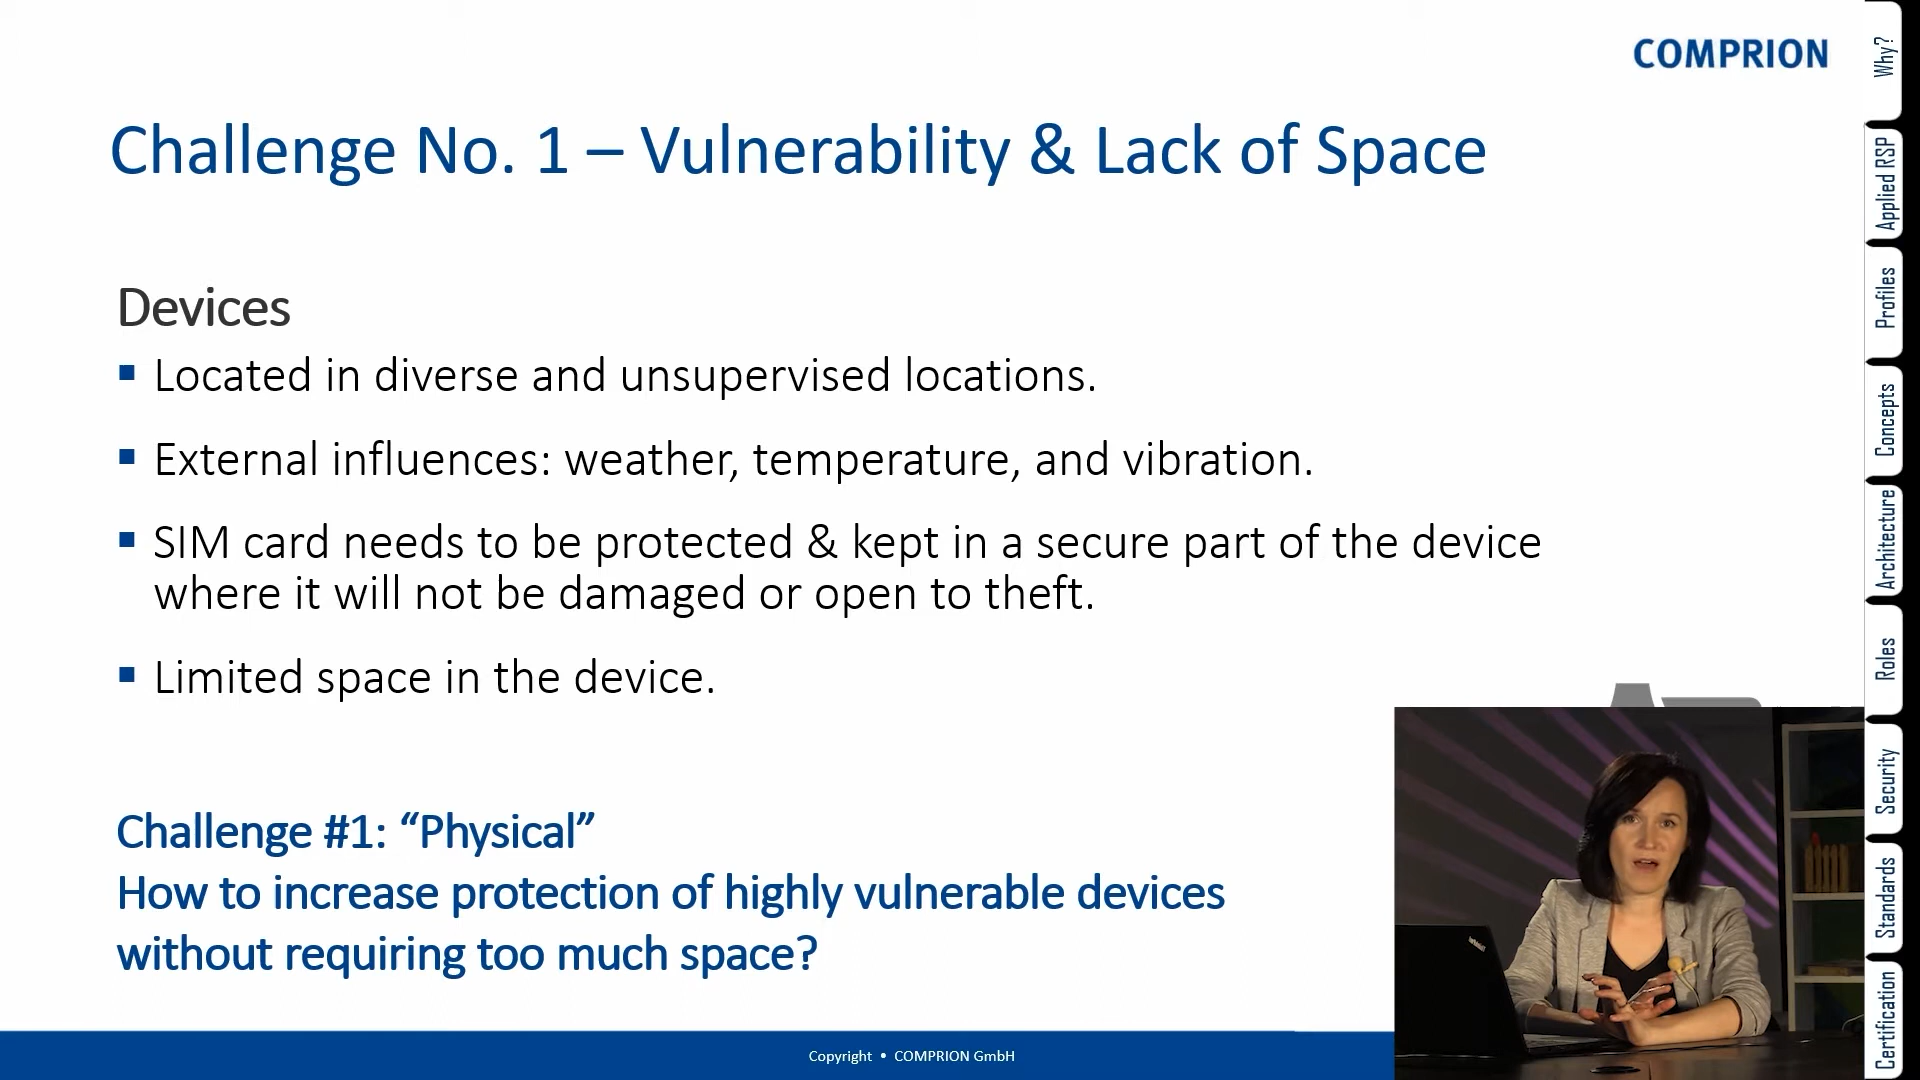 COMPRION
Challenge No. 1 – Vulnerability & Lack of Space
Devices
▪ Located in diverse and unsupervised locations.
▪ External influences: weather, temperature, and vibration.
▪ SIM card needs to be protected & kept in a secure part of the device
where it will not be damaged or open to theft.
▪ Limited space in the device.
Challenge #1: “Physical”
How to increase protection of highly vulnerable devices
without requiring too much space?
Copyright • COMPRION GmbH
Why?
Applied RSP
Profiles
Concepts
Architecture
Roles
Security
Standards
Certification